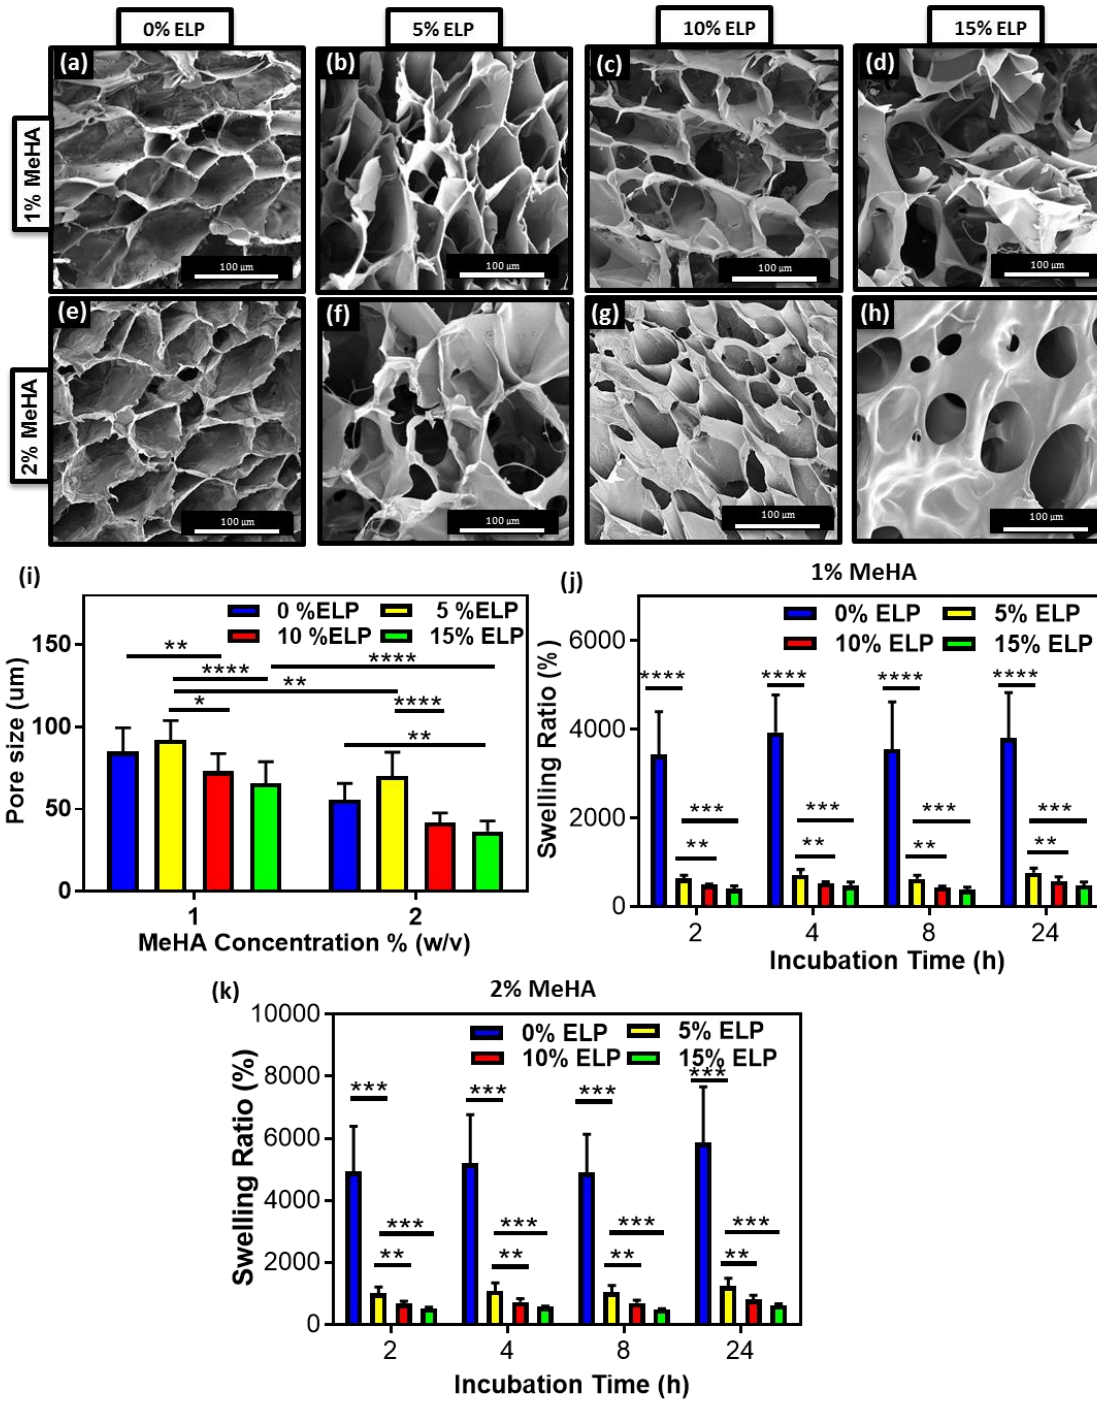 0% ELP
5% ELP
10% ELP
15% ELP
1% MeHA
(a)
(b)
(c)
(d)
100 µm
100 µm
100 µm
100 µm
2% MeHA
(e)
(f)
(g)
(h)
100 µm
100 µm
100 µm
100 µm
(i)
0 %ELP
5 %ELP
10 %ELP
15% ELP
Pore size (um)
150
100
50
0
**
****
**
*
****
****
**
1
2
MeHA Concentration % (w/v)
(j)
1% MeHA
0% ELP
5% ELP
10% ELP
15% ELP
Swelling Ratio (%)
6000
4000
2000
0
****
****
****
****
***
***
***
***
**
**
**
**
2
4
8
24
Incubation Time (h)
(k)
2% MeHA
0% ELP
5% ELP
10% ELP
15% ELP
Swelling Ratio (%)
10000
8000
6000
4000
2000
0
***
***
***
***
***
***
***
***
**
**
**
**
2
4
8
24
Incubation Time (h)